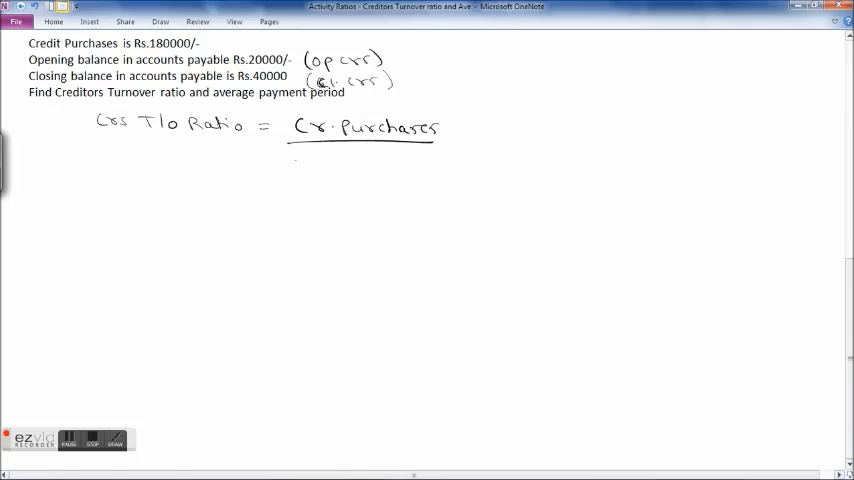 Activity Ratios - Creditors Turnover ratio and Ave - Microsoft OneNote
File Home Insert Share Draw Review View Pages
Credit Purchases is Rs.180000/-
Opening balance in accounts payable Rs.20000/- (op crs)
Closing balance in accounts payable is Rs.40000 (cl. crs)
Find Creditors Turnover ratio and average payment period
Crs T/o Ratio = Cr. purchases
ezvid
RECORDER
PAUSE STOP DRAW